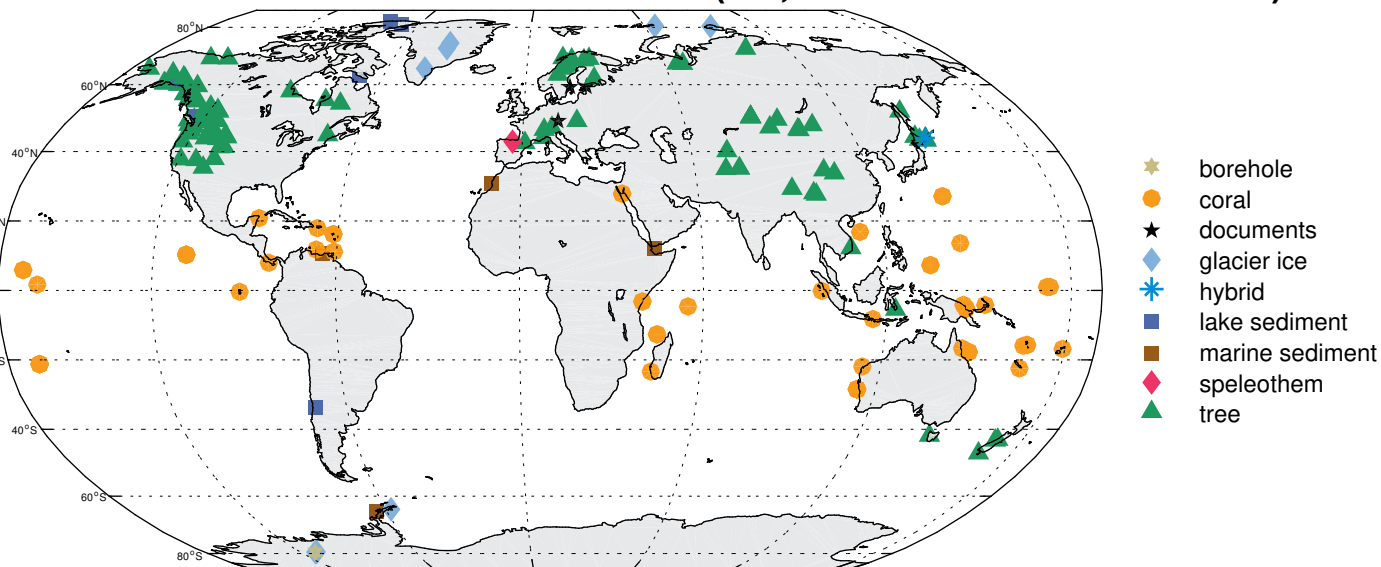 80°N
60°N
40°N
N
S
40°S
60°S
80°S
borehole
coral
documents
glacier ice
hybrid
lake sediment
marine sediment
speleothem
tree